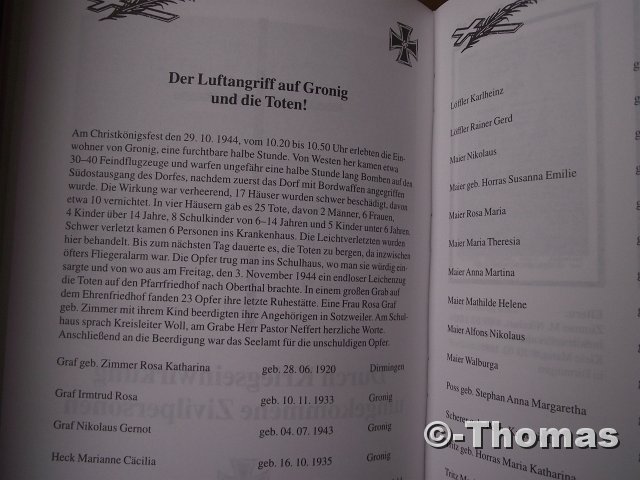 Der Luftangriff auf Gronig
und die Toten!
Am Christkönigsfest den 29. 10. 1944, vom 10.20 bis 10.50 Uhr erlebten die Ein-
wohner von Gronig, eine furchtbare halbe Stunde. Von Westen her kamen etwa
30–40 Feindflugzeuge und warfen ungefähr eine halbe Stunde lang Bomben auf den
Südostausgang des Dorfes, nachdem zuerst das Dorf mit Bordwaffen angegriffen
wurde. Die Wirkung war verheerend, 17 Häuser wurden schwer beschädigt, davon
etwa 10 vernichtet. In vier Häusern gab es 25 Tote, davon 2 Männer, 6 Frauen,
4 Kinder über 14 Jahre, 8 Schulkinder von 6–14 Jahren und 5 Kinder unter 6 Jahren.
Schwer verletzt kamen 6 Personen ins Krankenhaus. Die Leichtverletzten wurden
hier behandelt. Bis zum nächsten Tag dauerte es, die Toten zu bergen, da inzwischen
öfters Fliegeralarm war. Die Opfer trug man ins Schulhaus, wo man sie würdig ein-
sargte und von wo aus am Freitag, den 3. November 1944 ein endloser Leichenzug
die Toten auf den Pfarrfriedhof nach Oberthal brachte. In einem großen Grab auf
dem Ehrenfriedhof fanden 23 Opfer ihre letzte Ruhestätte. Eine Frau Rosa Graf
geb. Zimmer mit ihrem Kind beerdigten ihre Angehörigen in Sotzweiler. Am Schul-
haus sprach Kreisleiter Woll, am Grabe Herr Pastor Neffert herzliche Worte.
Anschließend an die Beerdigung war das Seelamt für die unschuldigen Opfer.
Graf geb. Zimmer Rosa Katharina geb. 28. 06. 1920 Dirmingen
Graf Irmtrud Rosa geb. 10. 11. 1933 Gronig
Graf Nikolaus Gernot geb. 04. 07. 1943 Gronig
Heck Marianne Cäcilia geb. 16. 10. 1935 Gronig
Löffler Karlheinz
Löffler Rainer Gerd
Maier Nikolaus
Maier geb. Horras Susanna Emilie
Maier Rosa Maria
Maier Maria Theresia
Maier Anna Martina
Maier Mathilde Helene
Maier Alfons Nikolaus
Maier Walburga
Poss geb. Stephan Anna Margaretha
geb. Horras Maria Katharina
©-Thomas